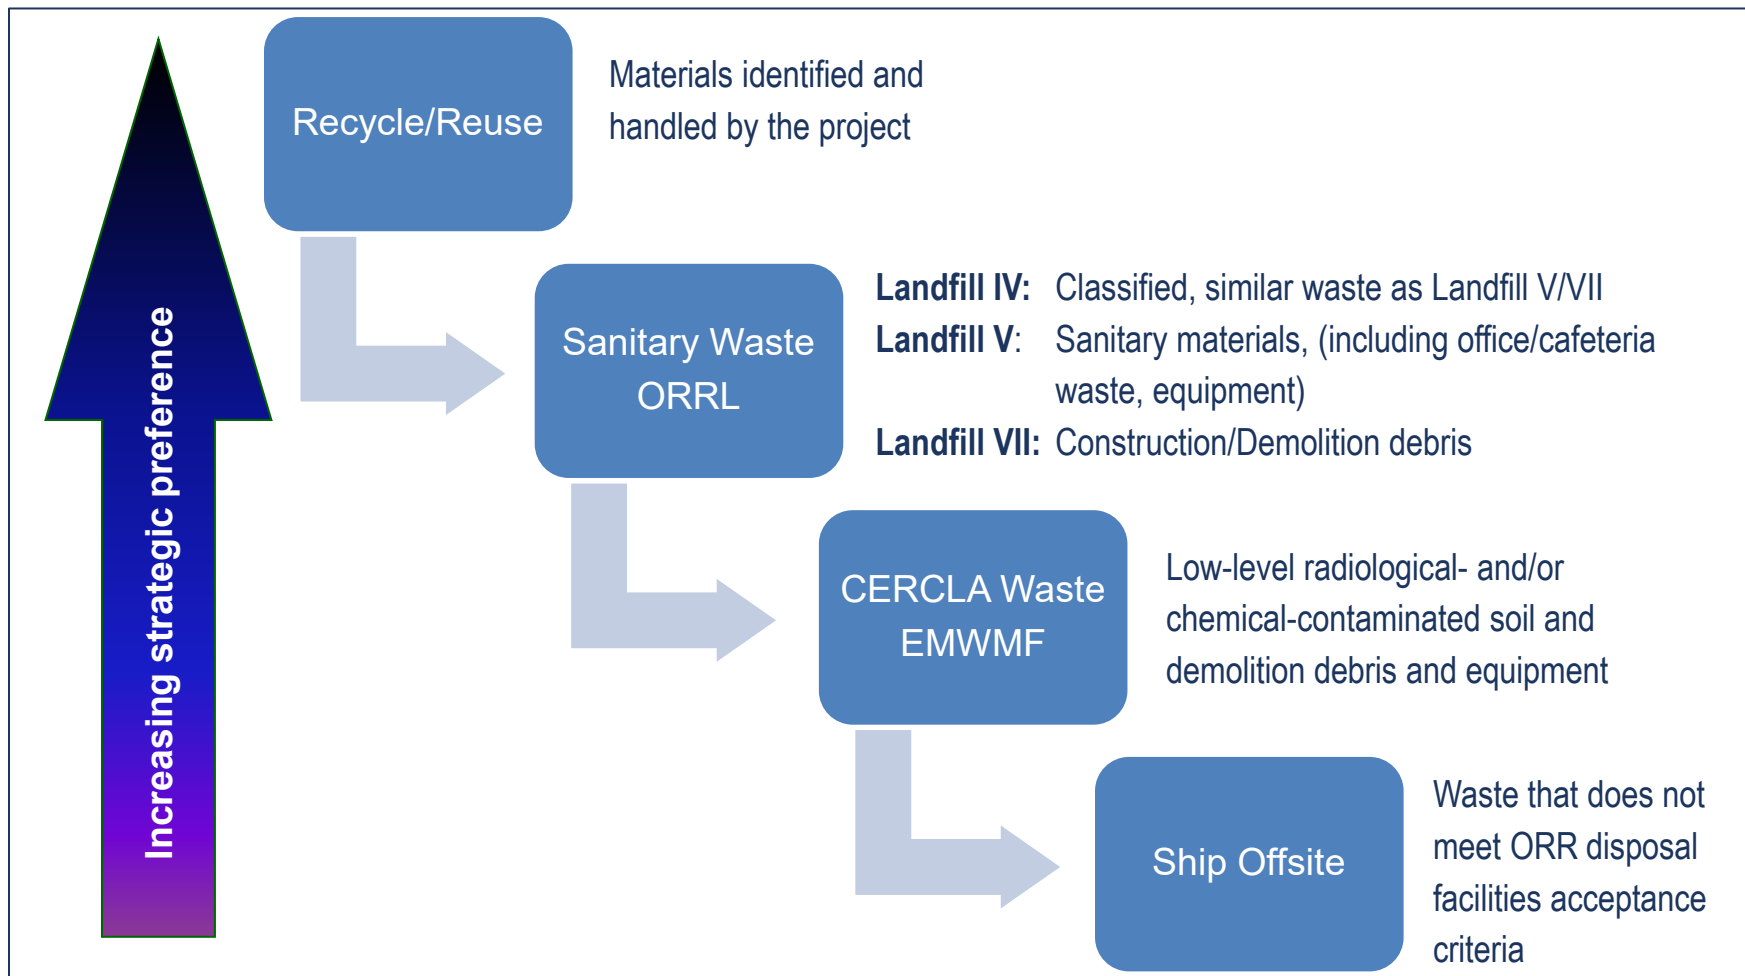 Increasing strategic preference
Recycle/Reuse
Materials identified and
handled by the project
Sanitary Waste
ORRL
Landfill IV: Classified, similar waste as Landfill V/VII
Landfill V: Sanitary materials, (including office/cafeteria
waste, equipment)
Landfill VII: Construction/Demolition debris
CERCLA Waste
EMWMF
Low-level radiological- and/or
chemical-contaminated soil and
demolition debris and equipment
Ship Offsite
Waste that does not
meet ORR disposal
facilities acceptance
criteria